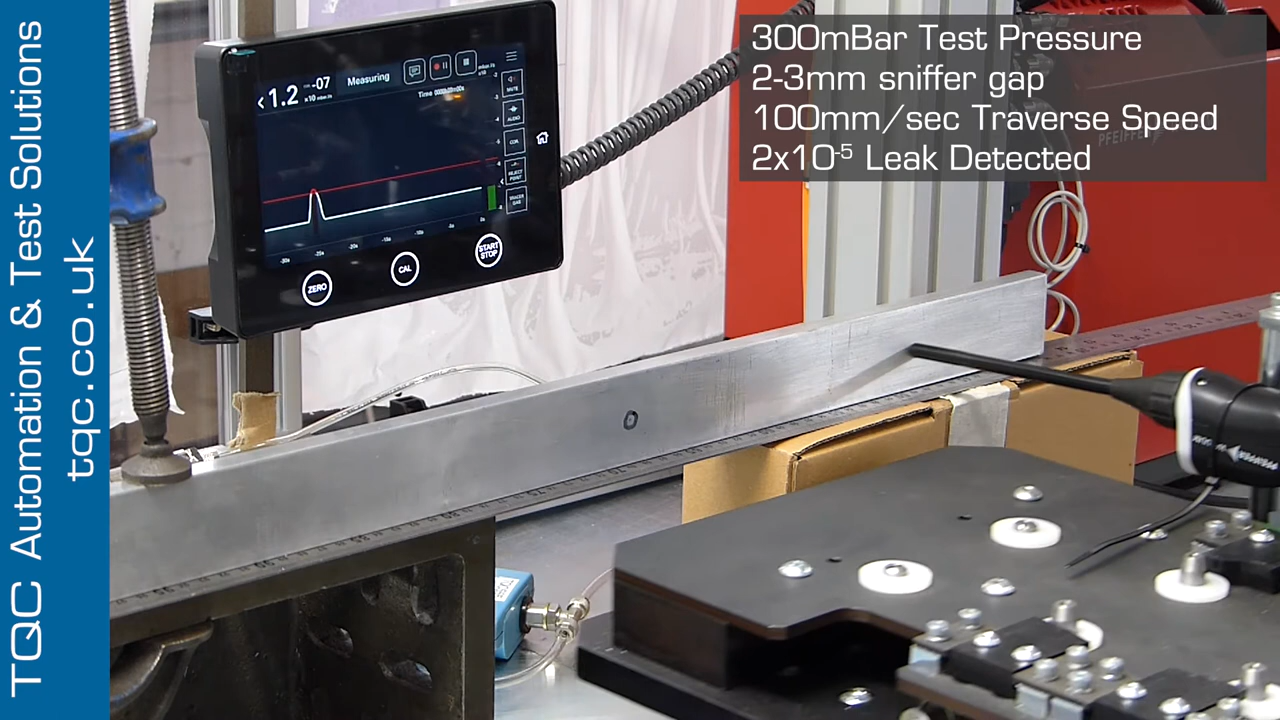 TQC Automation & Test Solutions
tqc.co.uk
300mBar Test Pressure
2-3mm sniffer gap
100mm/sec Traverse Speed
2x10-5 Leak Detected
<1.2
-07
Measuring
MUTE
AUDIO
ZERO
CAL
START
STOP
PFEIFFER